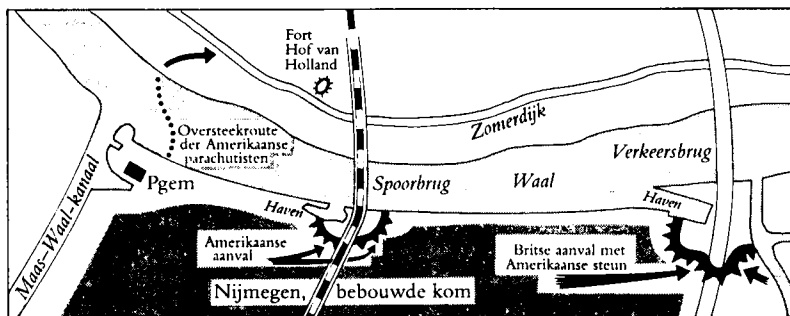 Fort
Hof van
Holland
Oversteekroute
der Amerikaanse
parachutisten
Zomerdijk
Verkeersbrug
Pgem
Spoorbrug
Waal
Haven
Haven
Maas-Waal-kanaal
Amerikaanse
aanval
Britse aanval met
Amerikaanse steun
Nijmegen, bebouwde kom